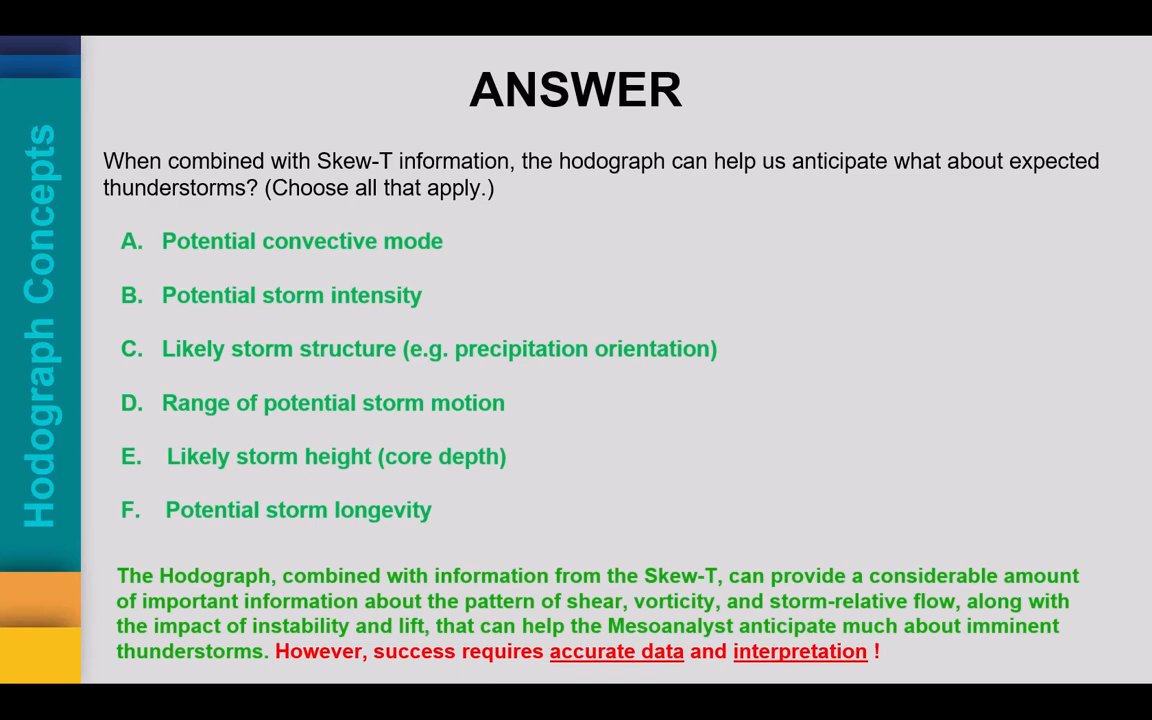 Hodograph Concepts
ANSWER
When combined with Skew-T information, the hodograph can help us anticipate what about expected
thunderstorms? (Choose all that apply.)
A. Potential convective mode
B. Potential storm intensity
C. Likely storm structure (e.g. precipitation orientation)
D. Range of potential storm motion
E. Likely storm height (core depth)
F. Potential storm longevity
The Hodograph, combined with information from the Skew-T, can provide a considerable amount
of important information about the pattern of shear, vorticity, and storm-relative flow, along with
the impact of instability and lift, that can help the Mesoanalyst anticipate much about imminent
thunderstorms. However, success requires accurate data and interpretation !